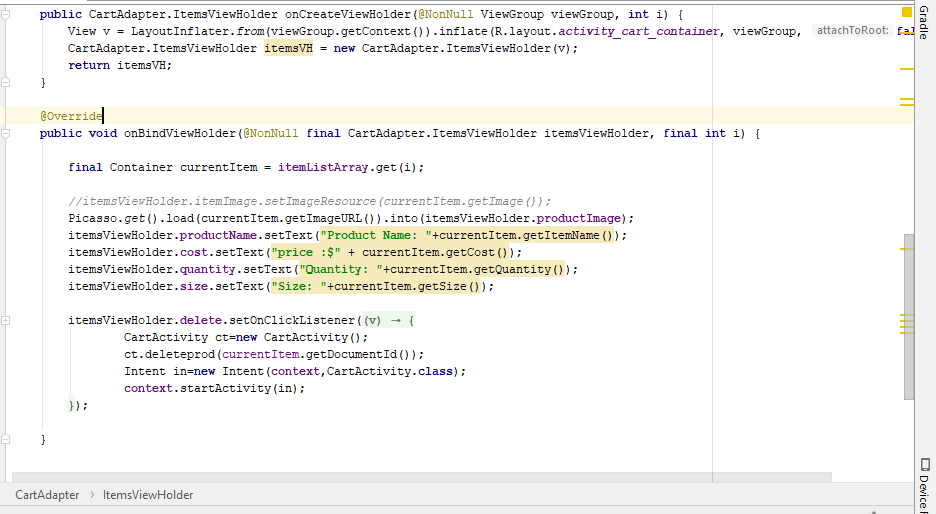 public CartAdapter.ItemsViewHolder onCreateViewHolder(@NonNull ViewGroup viewGroup, int i) {
View v = LayoutInflater.from(viewGroup.getContext()).inflate(R.layout.activity_cart_container, viewGroup, attachToRoot: fal
CartAdapter.ItemsViewHolder itemsVH = new CartAdapter.ItemsViewHolder(v);
return itemsVH;
}
@Override
public void onBindViewHolder(@NonNull final CartAdapter.ItemsViewHolder itemsViewHolder, final int i) {
final Container currentItem = itemListArray.get(i);
//itemsViewHolder.itemImage.setImageResource(currentItem.getImage());
Picasso.get().load(currentItem.getImageURL()).into(itemsViewHolder.productImage);
itemsViewHolder.productName.setText("Product Name: "+currentItem.getItemName());
itemsViewHolder.cost.setText("price :$" + currentItem.getCost());
itemsViewHolder.quantity.setText("Quantity: "+currentItem.getQuantity());
itemsViewHolder.size.setText("Size: "+currentItem.getSize());
itemsViewHolder.delete.setOnClickListener((v) → {
CartActivity ct=new CartActivity();
ct.deleteprod(currentItem.getDocumentId());
Intent in=new Intent(context,CartActivity.class);
context.startActivity(in);
});
}
CartAdapter › ItemsViewHolder
Gradle
Device